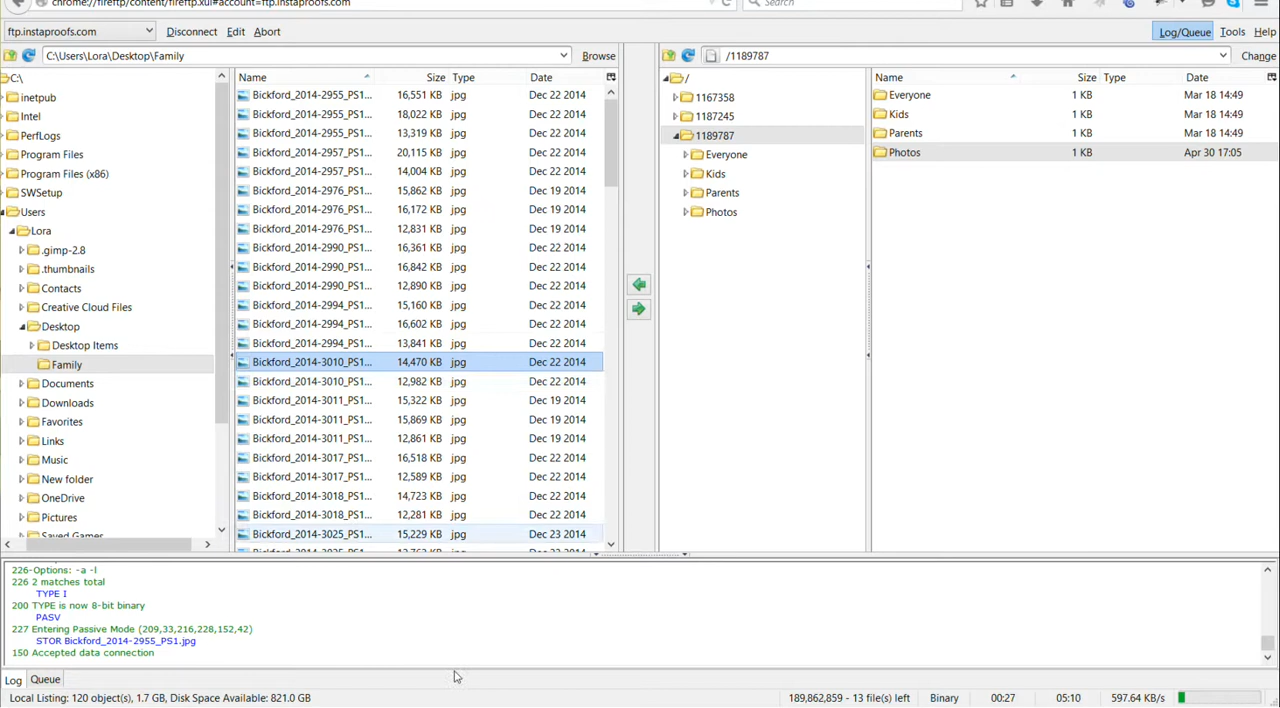 chrome://fireftp/content/fireftp.xul#account=ftp.instaproofs.com
Search
ftp.instaproofs.com
Disconnect
Edit
Abort
Log/Queue
Tools
Help
C:\Users\Lora\Desktop\Family
Browse
/1189787
Change
C:\
inetpub
Intel
PerfLogs
Program Files
Program Files (x86)
SWSetup
Users
Lora
.gimp-2.8
.thumbnails
Contacts
Creative Cloud Files
Desktop
Desktop Items
Family
Documents
Downloads
Favorites
Links
Music
New folder
OneDrive
Pictures
Saved Games
Name Size Type Date
Bickford_2014-2955_PS1... 16,551 KB jpg Dec 22 2014
Bickford_2014-2955_PS1... 18,022 KB jpg Dec 22 2014
Bickford_2014-2955_PS1... 13,319 KB jpg Dec 22 2014
Bickford_2014-2957_PS1... 20,115 KB jpg Dec 22 2014
Bickford_2014-2957_PS1... 14,004 KB jpg Dec 22 2014
Bickford_2014-2976_PS1... 15,862 KB jpg Dec 19 2014
Bickford_2014-2976_PS1... 16,172 KB jpg Dec 19 2014
Bickford_2014-2976_PS1... 12,831 KB jpg Dec 19 2014
Bickford_2014-2990_PS1... 16,361 KB jpg Dec 22 2014
Bickford_2014-2990_PS1... 16,842 KB jpg Dec 22 2014
Bickford_2014-2990_PS1... 12,890 KB jpg Dec 22 2014
Bickford_2014-2994_PS1... 15,160 KB jpg Dec 22 2014
Bickford_2014-2994_PS1... 16,602 KB jpg Dec 22 2014
Bickford_2014-2994_PS1... 13,841 KB jpg Dec 22 2014
Bickford_2014-3010_PS1... 14,470 KB jpg Dec 22 2014
Bickford_2014-3010_PS1... 12,982 KB jpg Dec 22 2014
Bickford_2014-3011_PS1... 15,322 KB jpg Dec 19 2014
Bickford_2014-3011_PS1... 15,869 KB jpg Dec 19 2014
Bickford_2014-3011_PS1... 12,861 KB jpg Dec 19 2014
Bickford_2014-3017_PS1... 16,518 KB jpg Dec 22 2014
Bickford_2014-3017_PS1... 12,589 KB jpg Dec 22 2014
Bickford_2014-3018_PS1... 14,723 KB jpg Dec 22 2014
Bickford_2014-3018_PS1... 12,281 KB jpg Dec 22 2014
Bickford_2014-3025_PS1... 15,229 KB jpg Dec 23 2014
/
1167358
1187245
1189787
Everyone
Kids
Parents
Photos
Name Size Type Date
Everyone 1 KB Mar 18 14:49
Kids 1 KB Mar 18 14:49
Parents 1 KB Mar 18 14:49
Photos 1 KB Apr 30 17:05
226-Options: -a -l
226 2 matches total
TYPE I
200 TYPE is now 8-bit binary
PASV
227 Entering Passive Mode (209,33,216,228,152,42)
STOR Bickford_2014-2955_PS1.jpg
150 Accepted data connection
Log
Queue
Local Listing: 120 object(s), 1.7 GB, Disk Space Available: 821.0 GB
189,862,859 - 13 file(s) left
Binary
00:27
05:10
597.64 KB/s